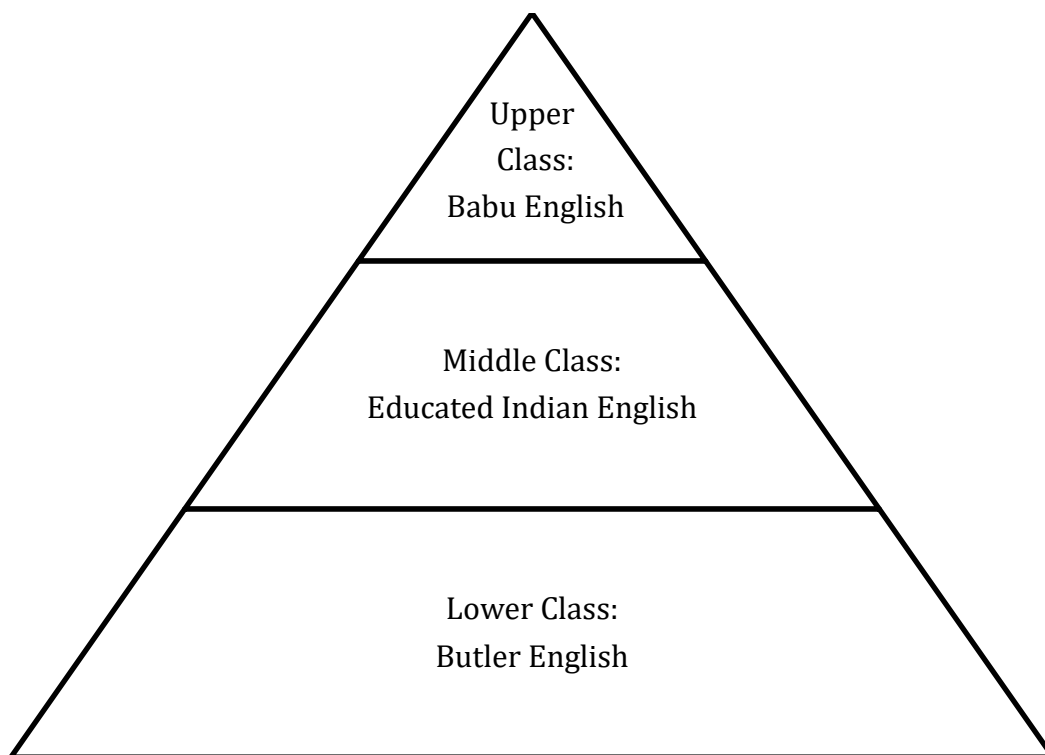 Upper
Class:
Babu English
Middle Class:
Educated Indian English
Lower Class:
Butler English